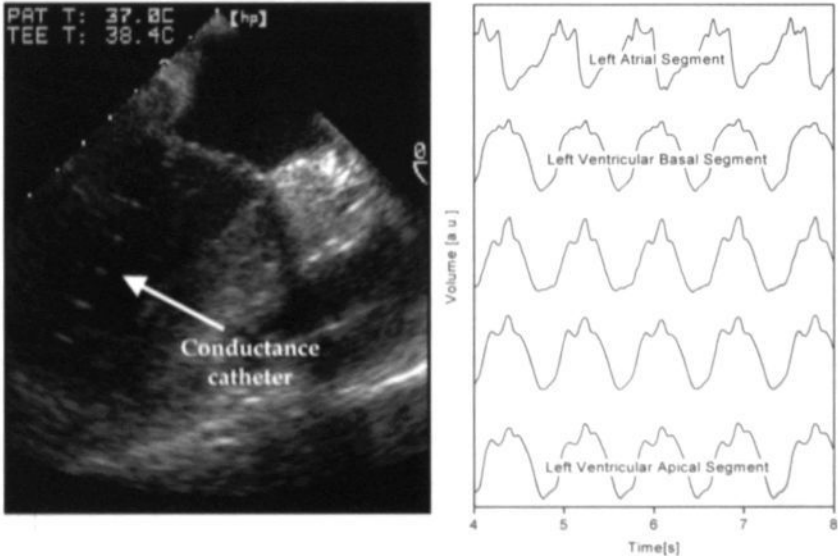 PAT T: 37.0C
TEE T: 38.4C
[hp]
0
Conductance
catheter
Left Atrial Segment
Left Ventricular Basal Segment
Left Ventricular Apical Segment
Volume [a u ]
4 5 6 7 8
Time[s]